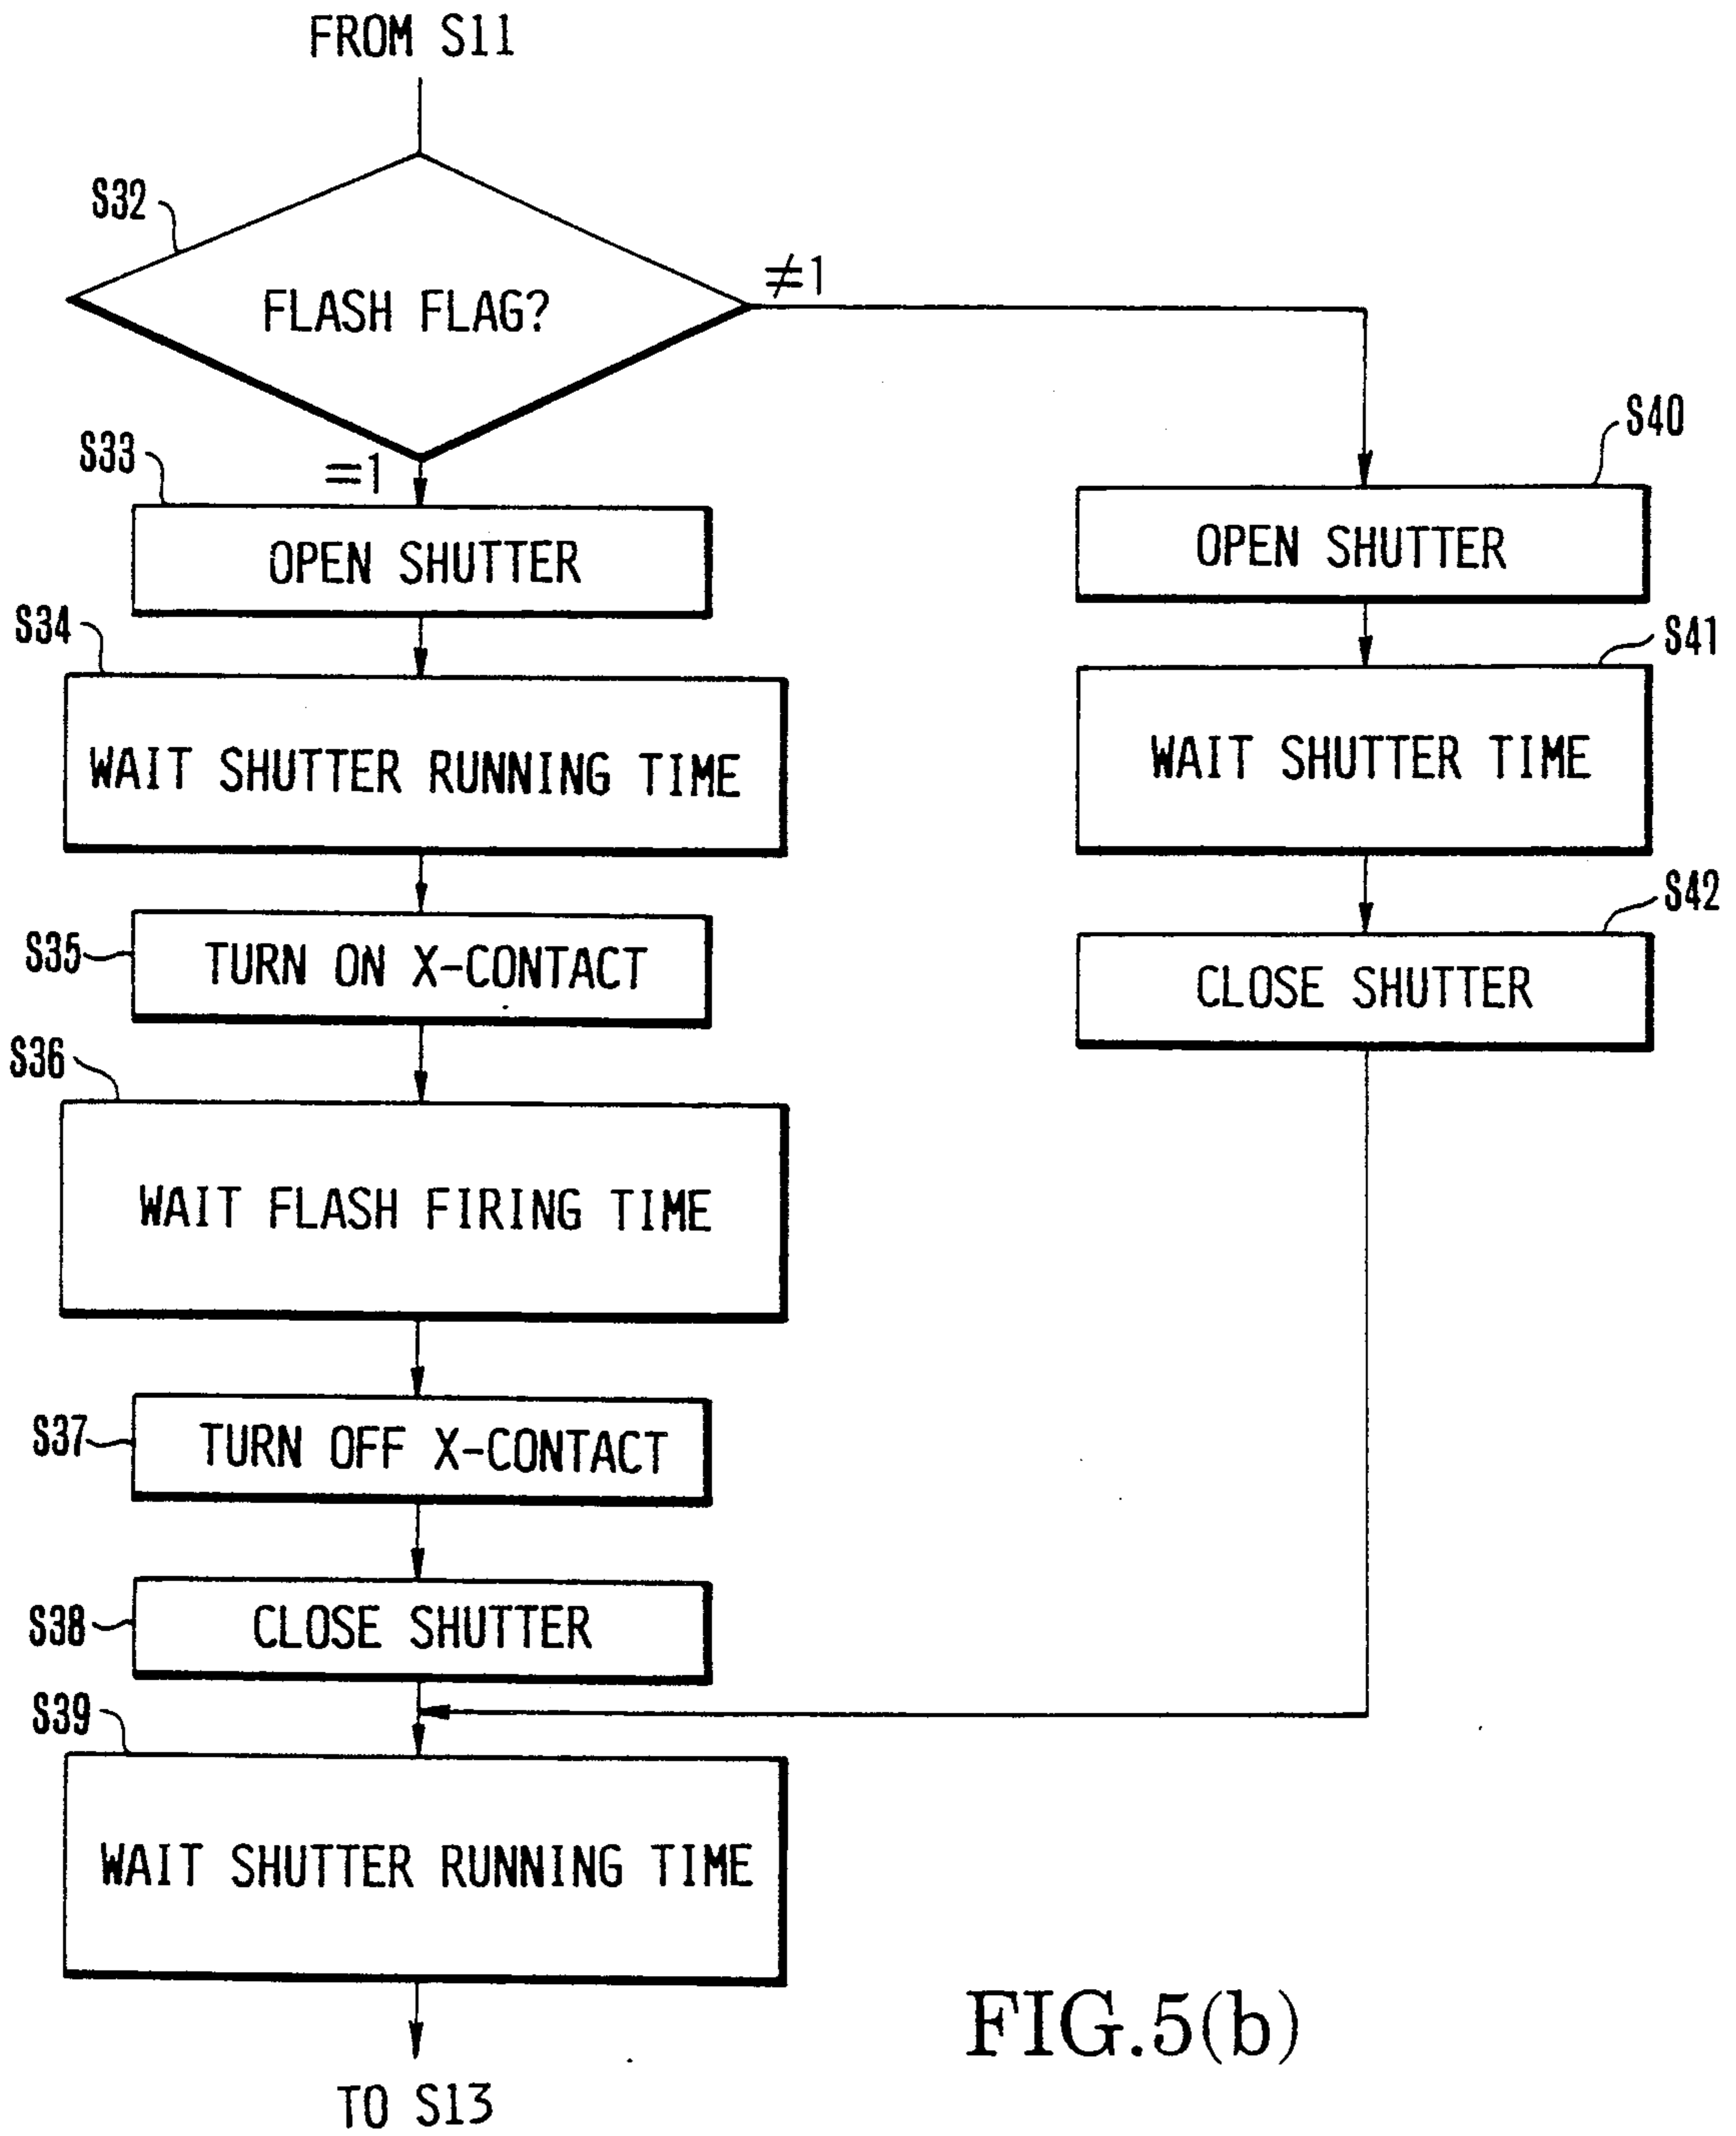 FROM S11
S32
FLASH FLAG?
≠1
=1
S33
OPEN SHUTTER
S34
WAIT SHUTTER RUNNING TIME
S35
TURN ON X-CONTACT
S36
WAIT FLASH FIRING TIME
S37
TURN OFF X-CONTACT
S38
CLOSE SHUTTER
S39
WAIT SHUTTER RUNNING TIME
TO S13
S40
OPEN SHUTTER
S41
WAIT SHUTTER TIME
S42
CLOSE SHUTTER
FIG.5(b)